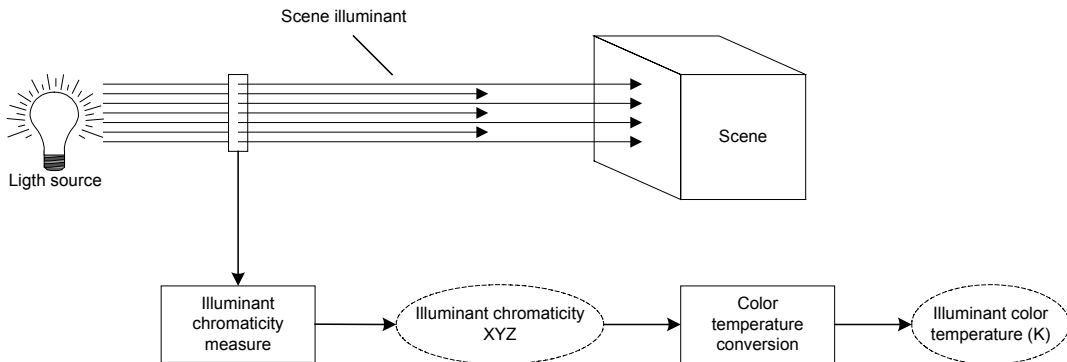 Scene illuminant
Scene
Ligth source
Illuminant
chromaticity
measure
Illuminant chromaticity
XYZ
Color
temperature
conversion
Illuminant color
temperature (K)